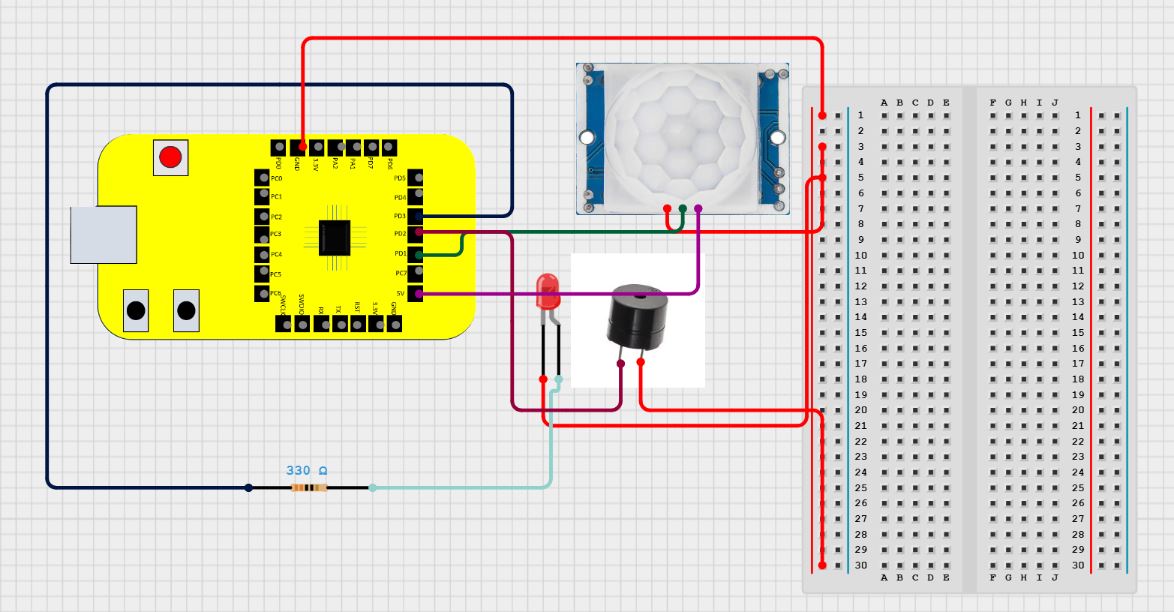 PD0 GND 3.3V PA2 PA1 PD7 PD6
PC0 PD5
PC1 PD4
PC2 PD3
PC3 PD2
PC4 PD1
PC5 PC7
PC6 5V
SWCLK SWDIO RX TX RST 3.3V GND
330 Ω
A B C D E F G H I J
1 1
2 2
3 3
4 4
5 5
6 6
7 7
8 8
9 9
10 10
11 11
12 12
13 13
14 14
15 15
16 16
17 17
18 18
19 19
20 20
21 21
22 22
23 23
24 24
25 25
26 26
27 27
28 28
29 29
30 30
A B C D E F G H I J